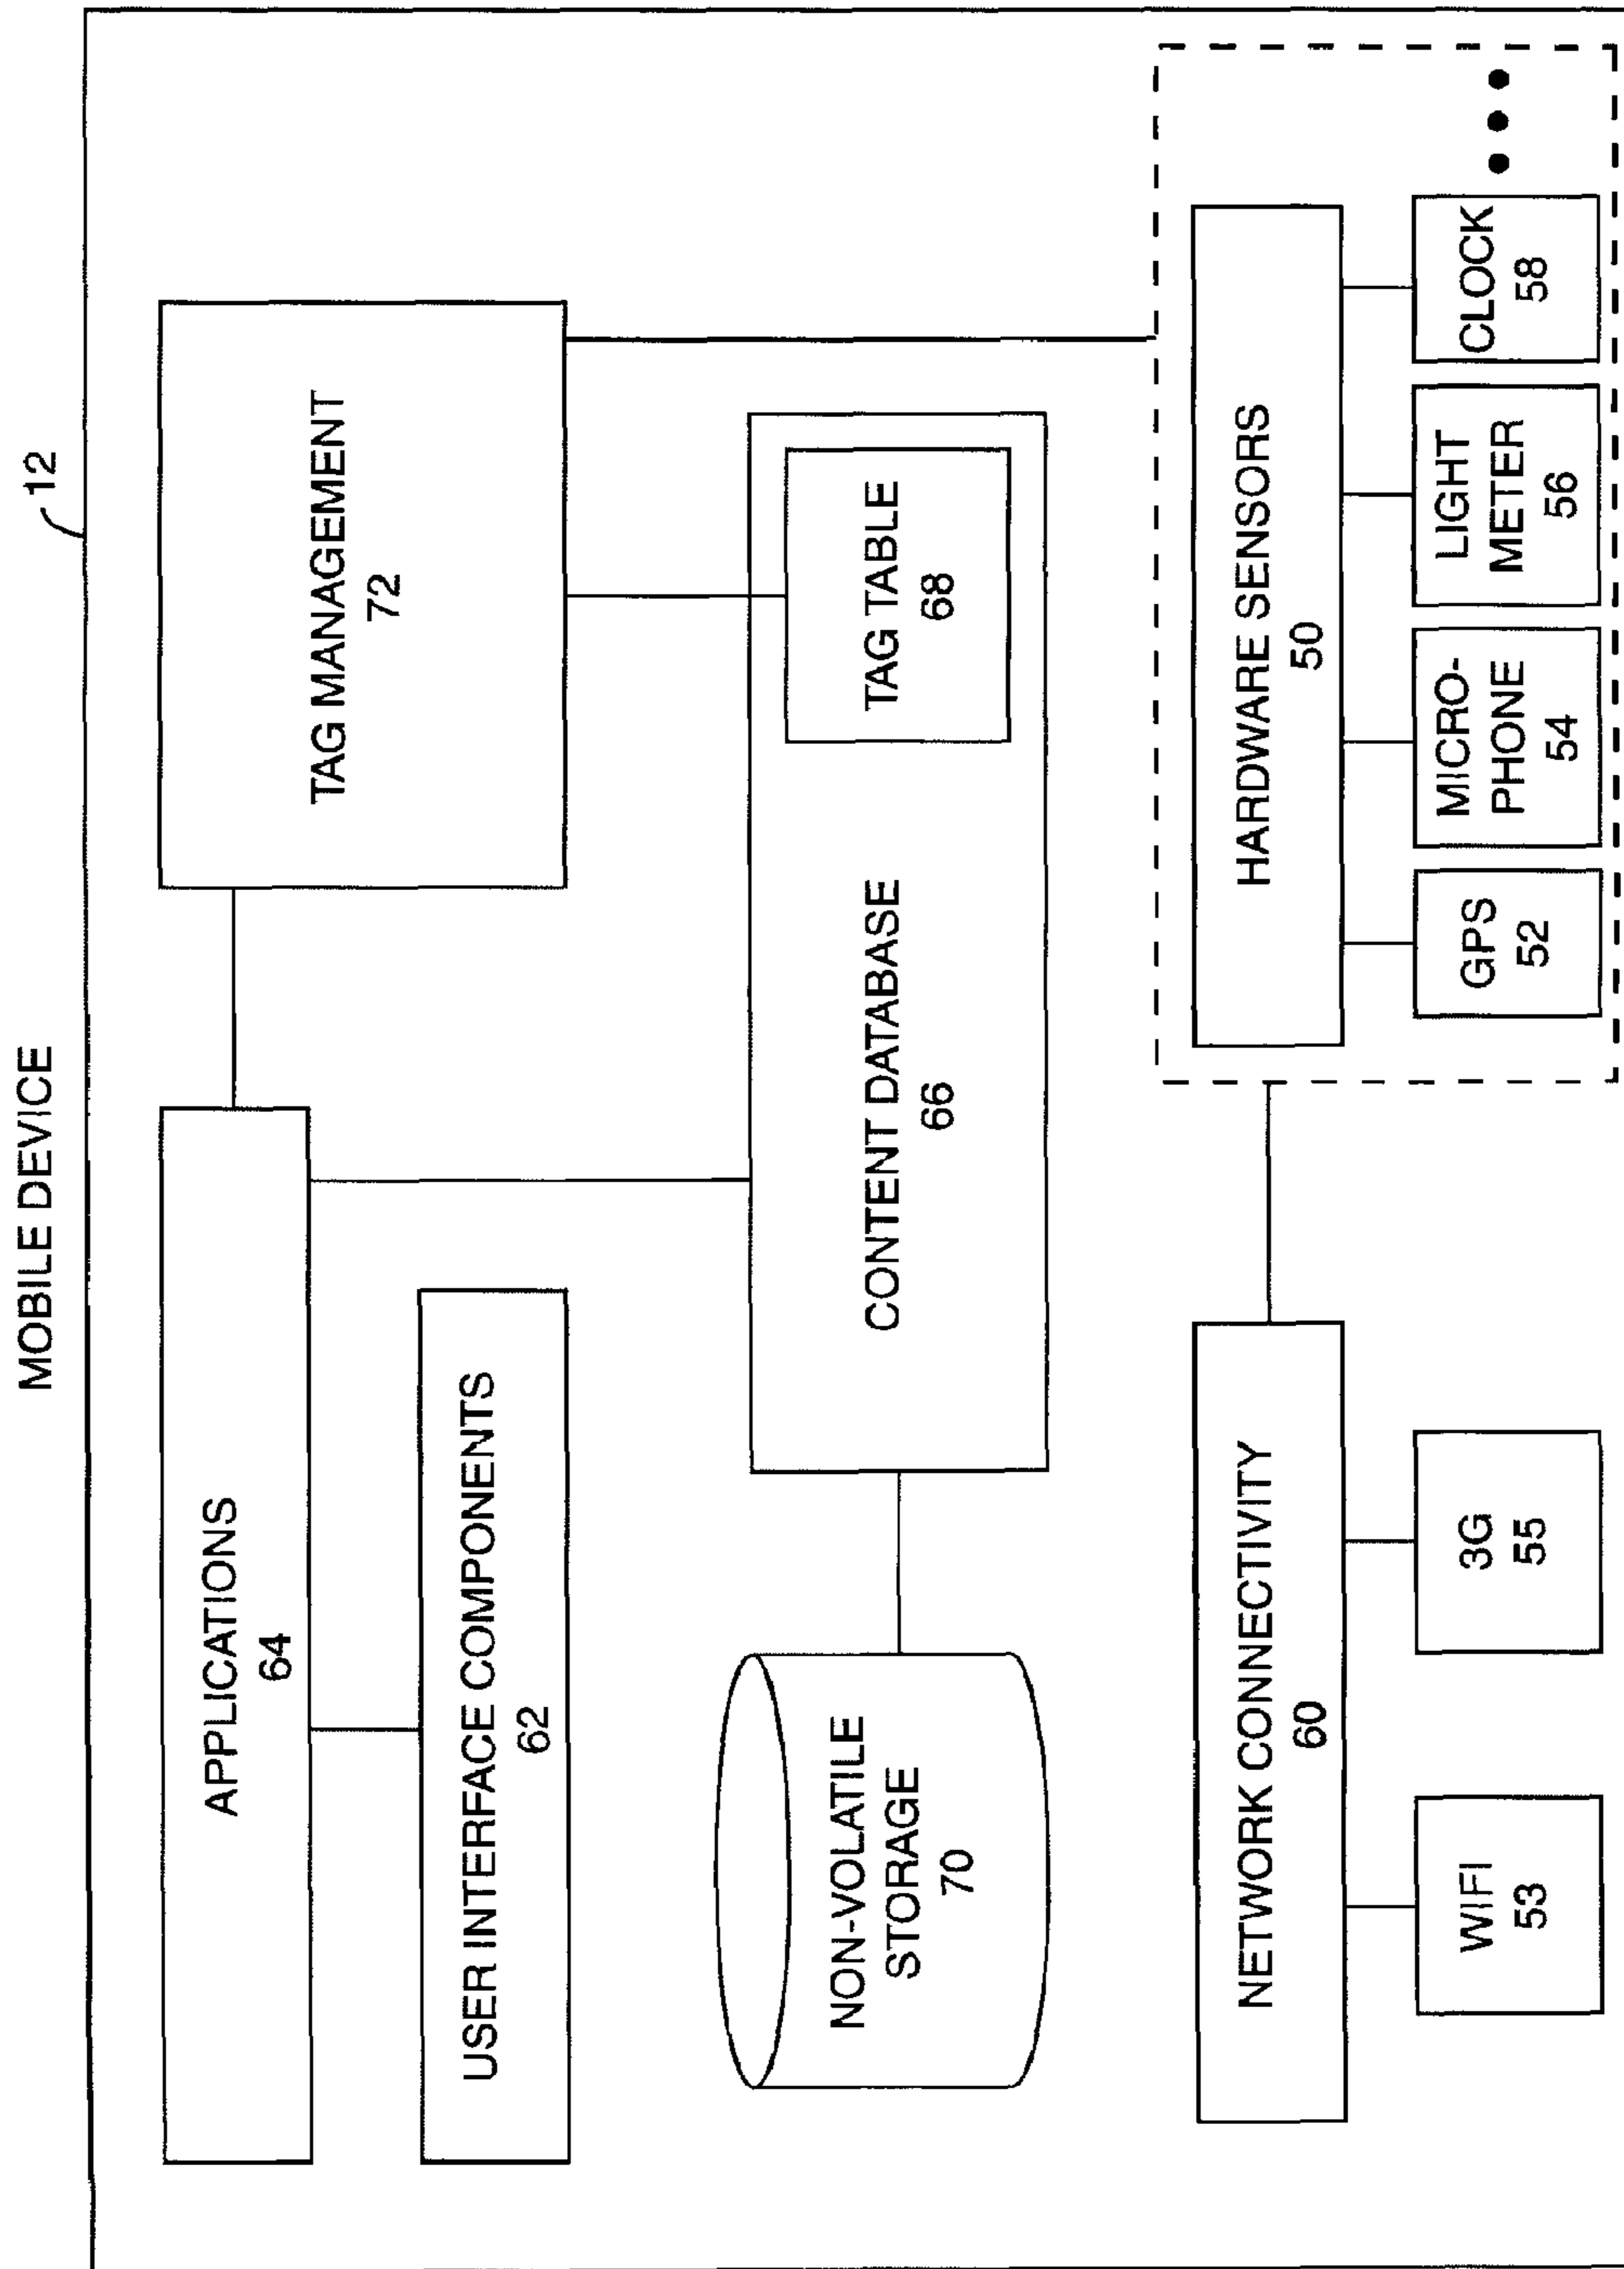 MOBILE DEVICE
12
APPLICATIONS
64
TAG MANAGEMENT
72
USER INTERFACE COMPONENTS
62
NON-VOLATILE
STORAGE
70
CONTENT DATABASE
66
TAG TABLE
68
NETWORK CONNECTIVITY
60
WIFI
53
3G
55
HARDWARE SENSORS
50
GPS
52
MICRO-
PHONE
54
LIGHT
METER
56
CLOCK
58